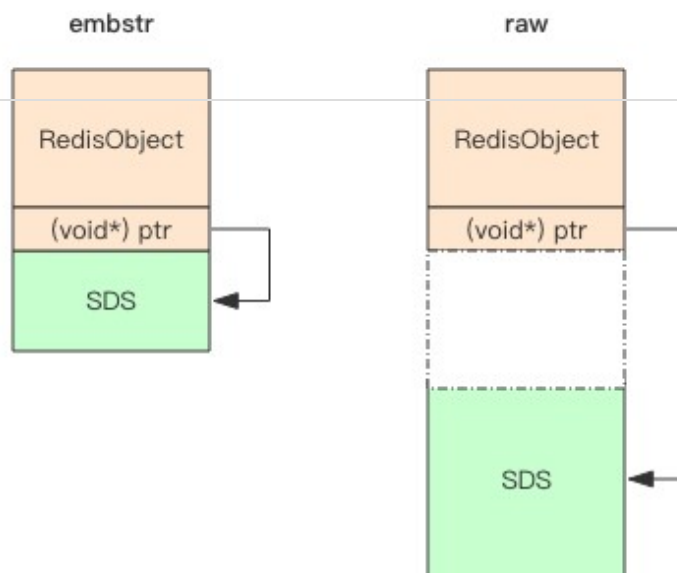 embstr
raw
RedisObject
RedisObject
(void*) ptr
(void*) ptr
SDS
SDS